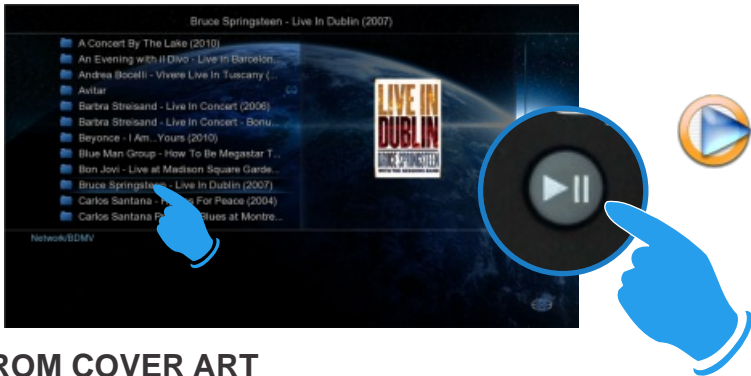 Bruce Springsteen - Live In Dublin (2007)
A Concert By The Lake (2010)
An Evening with Il Divo - Live In Barcelon...
Andrea Bocelli - Vivere Live In Tuscany (...
Avitar
Barbra Streisand - Live In Concert (2006)
Barbra Streisand - Live In Concert - Bonu...
Beyonce - I Am...Yours (2010)
Blue Man Group - How To Be Megastar T...
Bon Jovi - Live at Madison Square Garde...
Bruce Springsteen - Live In Dublin (2007)
Carlos Santana - For Peace (2004)
Carlos Santana Blues at Montre...
Network/BDMV
LIVE IN
DUBLIN
BRUCE SPRINGSTEEN
WITH THE SESSIONS BAND
ROM COVER ART